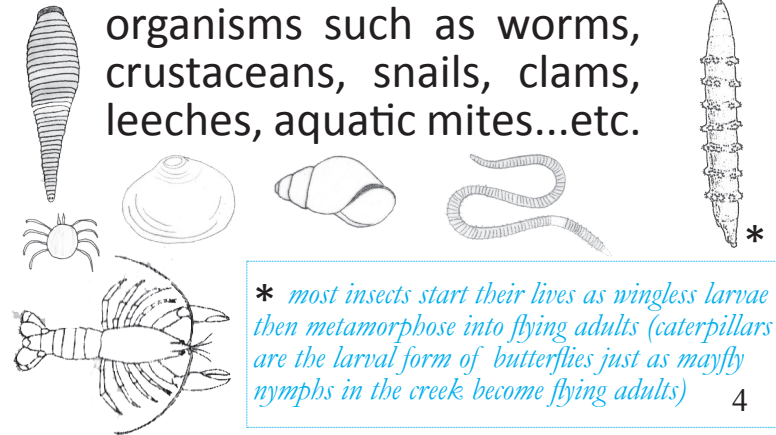 organisms such as worms,
crustaceans, snails, clams,
leeches, aquatic mites...etc.
*
* most insects start their lives as wingless larvae
then metamorphose into flying adults (caterpillars
are the larval form of butterflies just as mayfly
nymphs in the creek become flying adults)
4